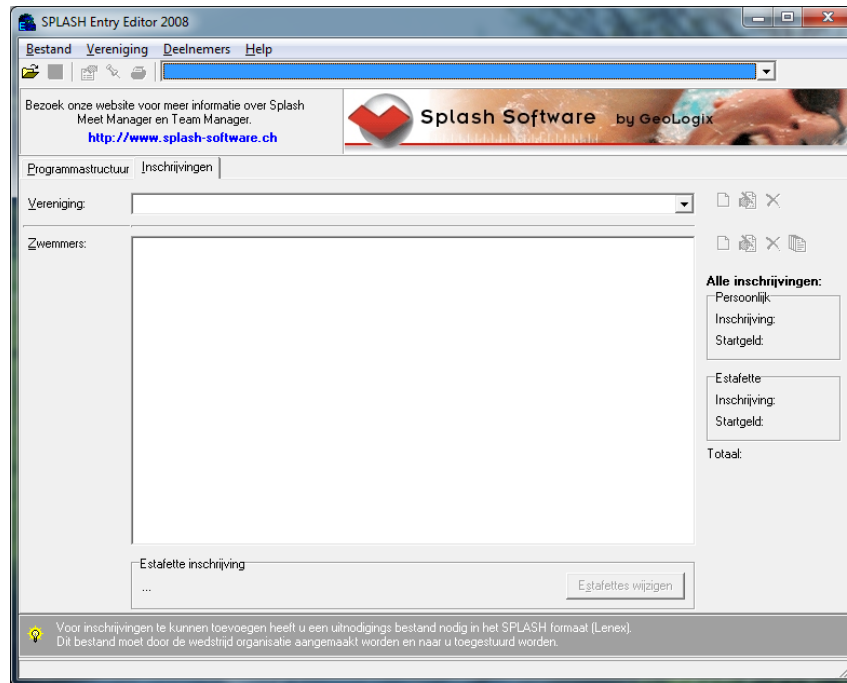 SPLASH Entry Editor 2008
Bestand Vereniging Deelnemers Help
Bezoek onze website voor meer informatie over Splash
Meet Manager en Team Manager.
http://www.splash-software.ch
Splash Software by GeoLogix
Programmastructuur Inschrijvingen
Vereniging:
Zwemmers:
Alle inschrijvingen:
Persoonlijk
Inschrijving:
Startgeld:
Estafette
Inschrijving:
Startgeld:
Totaal:
Estafette inschrijving
...
Estafettes wijzigen
Voor inschrijvingen te kunnen toevoegen heeft u een uitnodigings bestand nodig in het SPLASH formaat (Lenex).
Dit bestand moet door de wedstrijd organisatie aangemaakt worden en naar u toegestuurd worden.